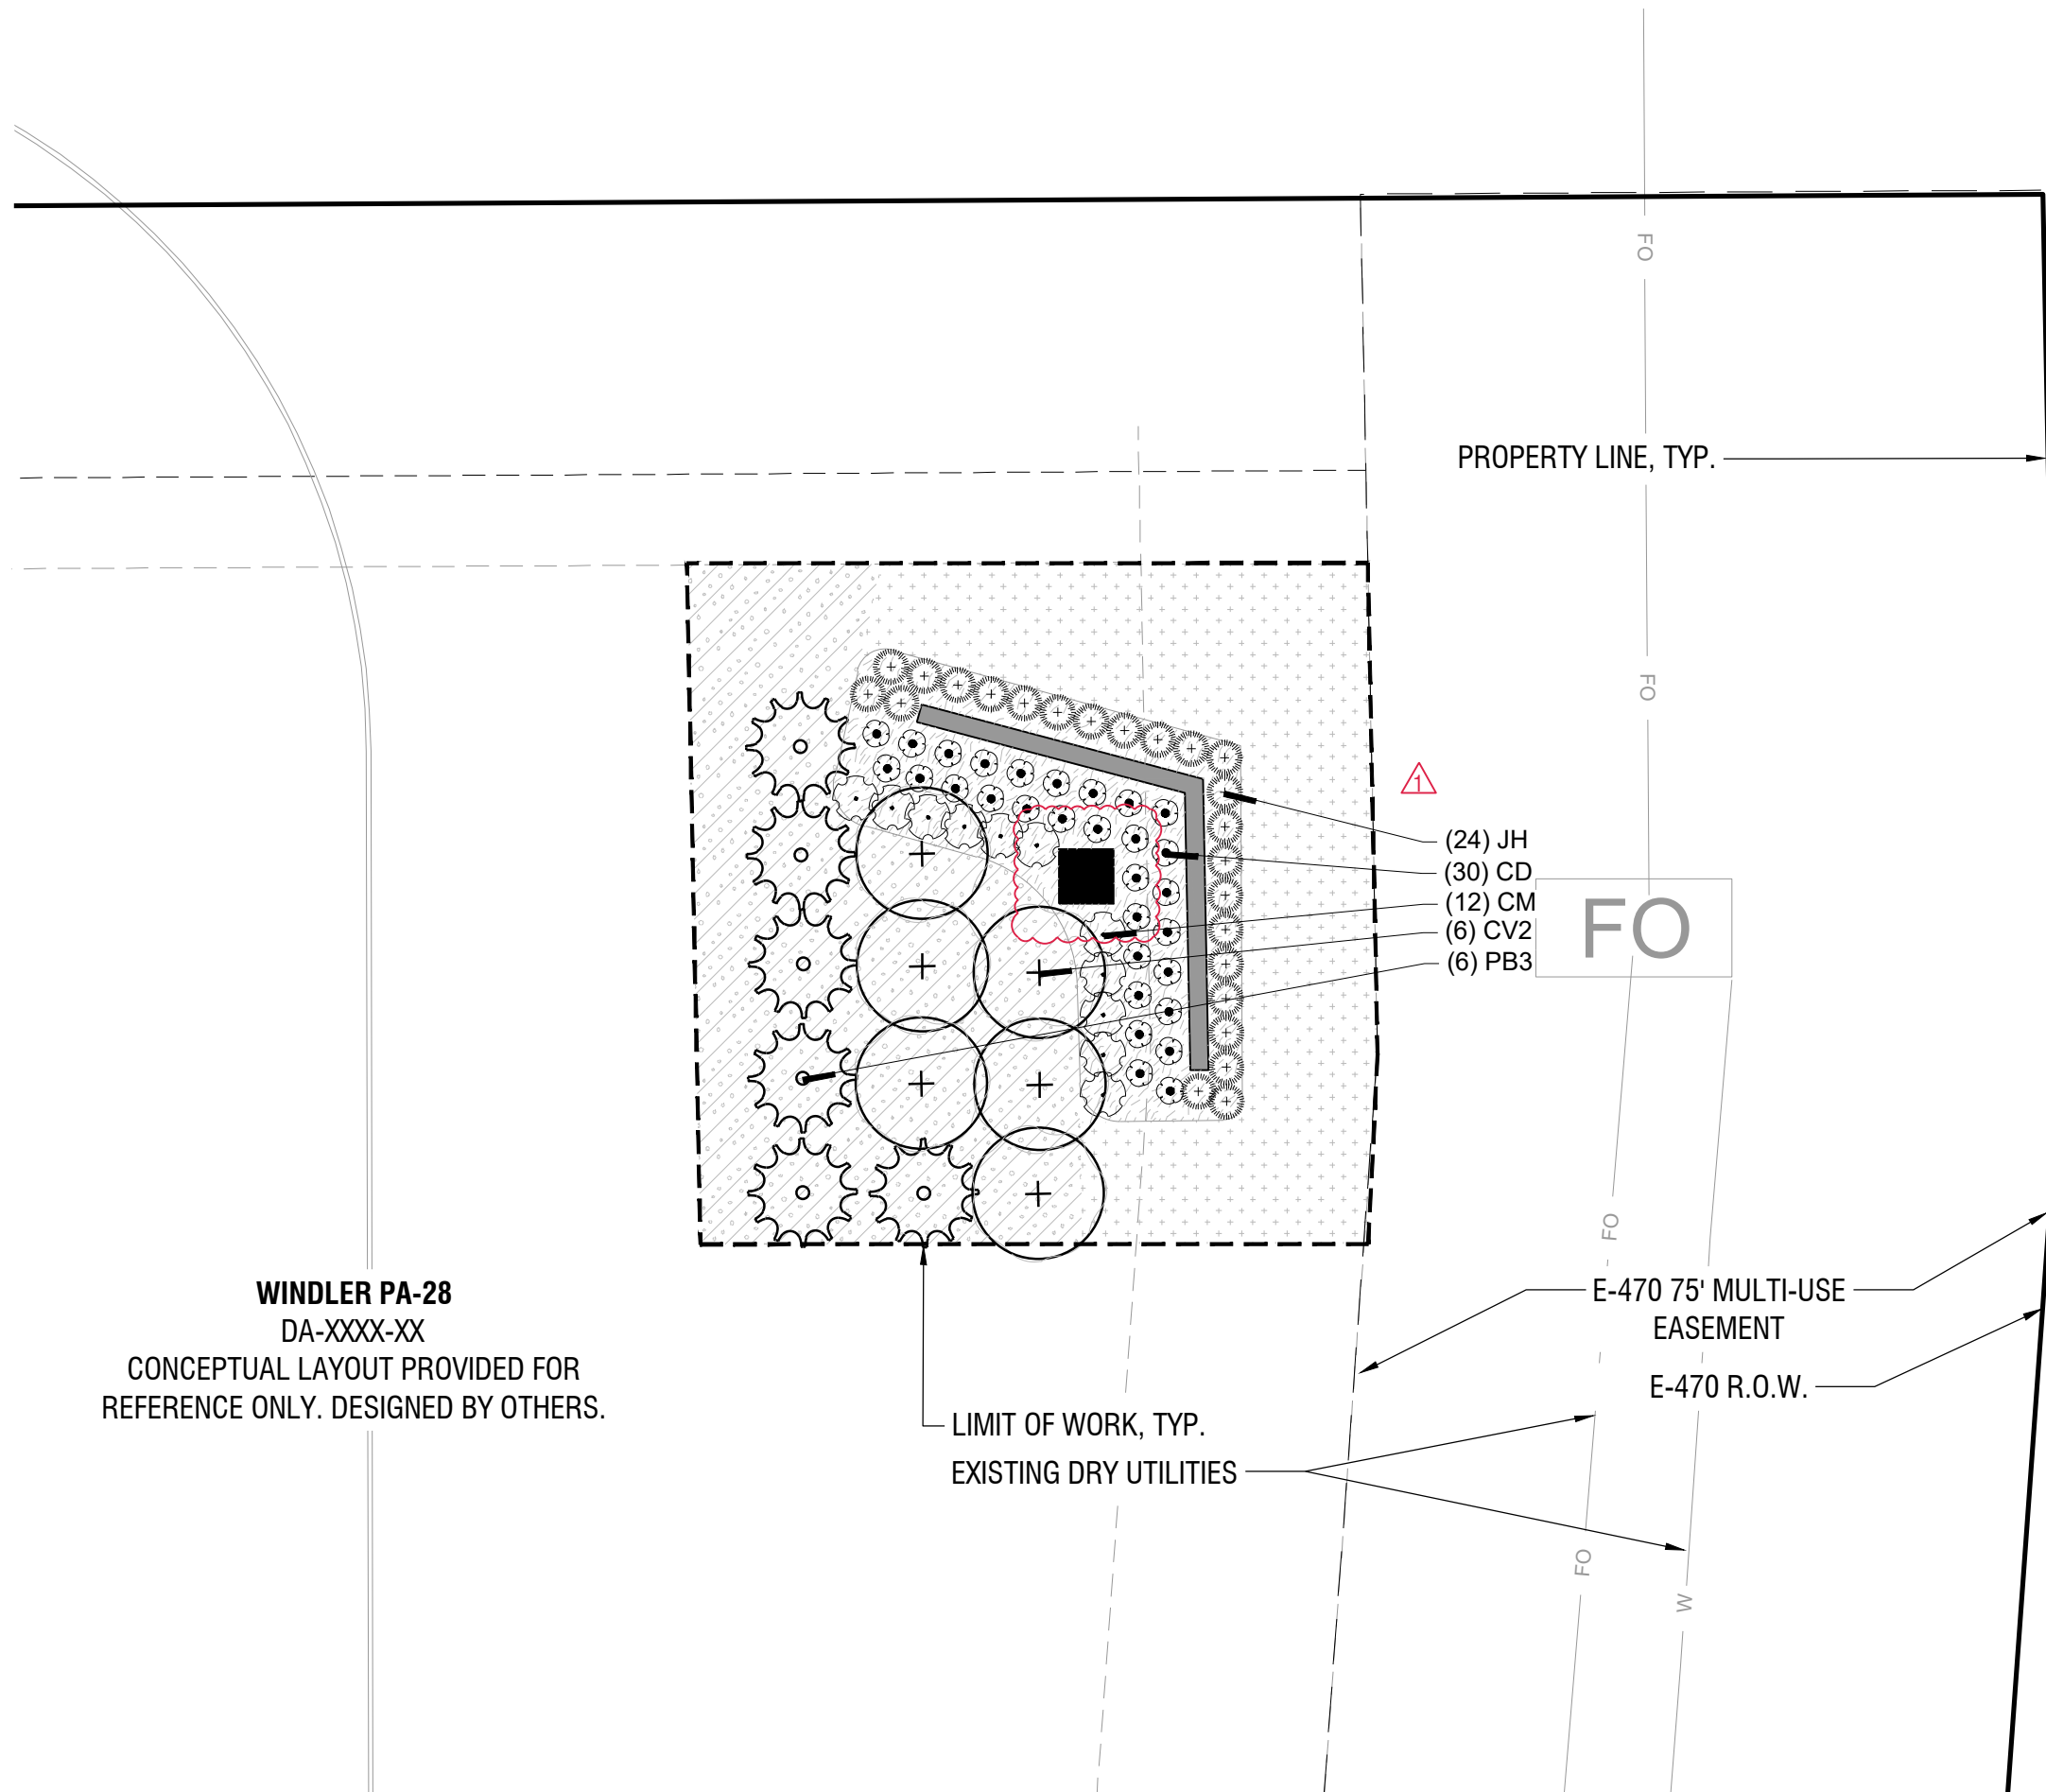 FO
PROPERTY LINE, TYP.
FO
1
(24) JH
(30) CD
(12) CM
(6) CV2
(6) PB3
FO
FO
WINDLER PA-28
DA-XXXX-XX
CONCEPTUAL LAYOUT PROVIDED FOR
REFERENCE ONLY. DESIGNED BY OTHERS.
E-470 75' MULTI-USE
EASEMENT
E-470 R.O.W.
LIMIT OF WORK, TYP.
EXISTING DRY UTILITIES
FO
W